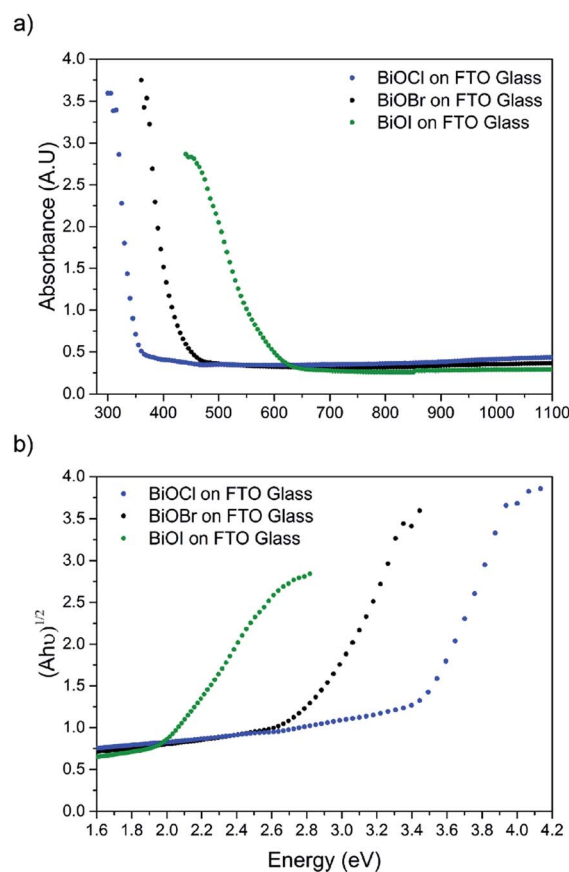 a)
Absorbance (A.U)
4.0
3.5
3.0
2.5
2.0
1.5
1.0
0.5
0.0
BiOCl on FTO Glass
BiOBr on FTO Glass
BiOI on FTO Glass
300 400 500 600 700 800 900 1000 1100
b)
(Ahυ)^1/2
4.0
3.5
3.0
2.5
2.0
1.5
1.0
0.5
0.0
BiOCl on FTO Glass
BiOBr on FTO Glass
BiOI on FTO Glass
1.6 1.8 2.0 2.2 2.4 2.6 2.8 3.0 3.2 3.4 3.6 3.8 4.0 4.2
Energy (eV)